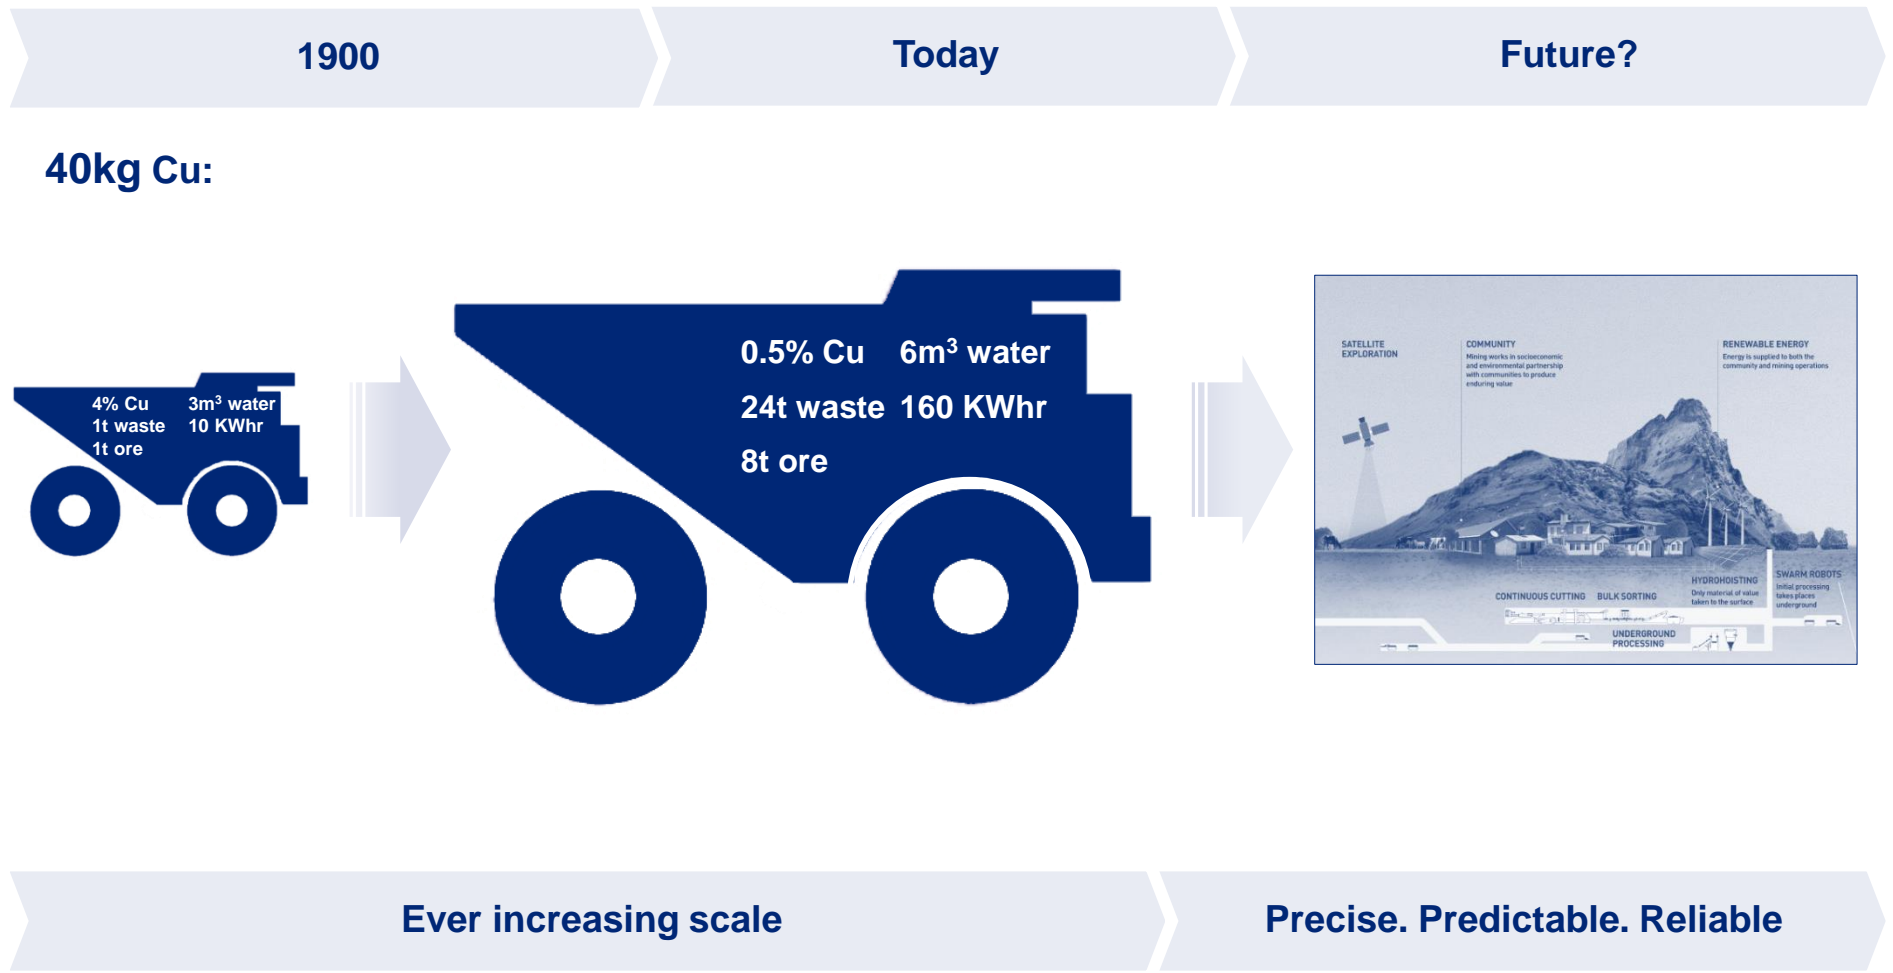 1900
Today
Future?
40kg Cu:
4% Cu 3m³ water
1t waste 10 KWhr
1t ore
0.5% Cu 6m³ water
24t waste 160 KWhr
8t ore
SATELLITE
EXPLORATION
COMMUNITY
Mining works in socioeconomic
and environmental partnership
with communities to produce
enduring value
RENEWABLE ENERGY
Energy is supplied to both the
community and mining operations
CONTINUOUS CUTTING
BULK SORTING
HYDROHOISTING
Only material of value
taken to the surface
SWARM ROBOTS
Initial processing
takes places
underground
UNDERGROUND
PROCESSING
Ever increasing scale
Precise. Predictable. Reliable